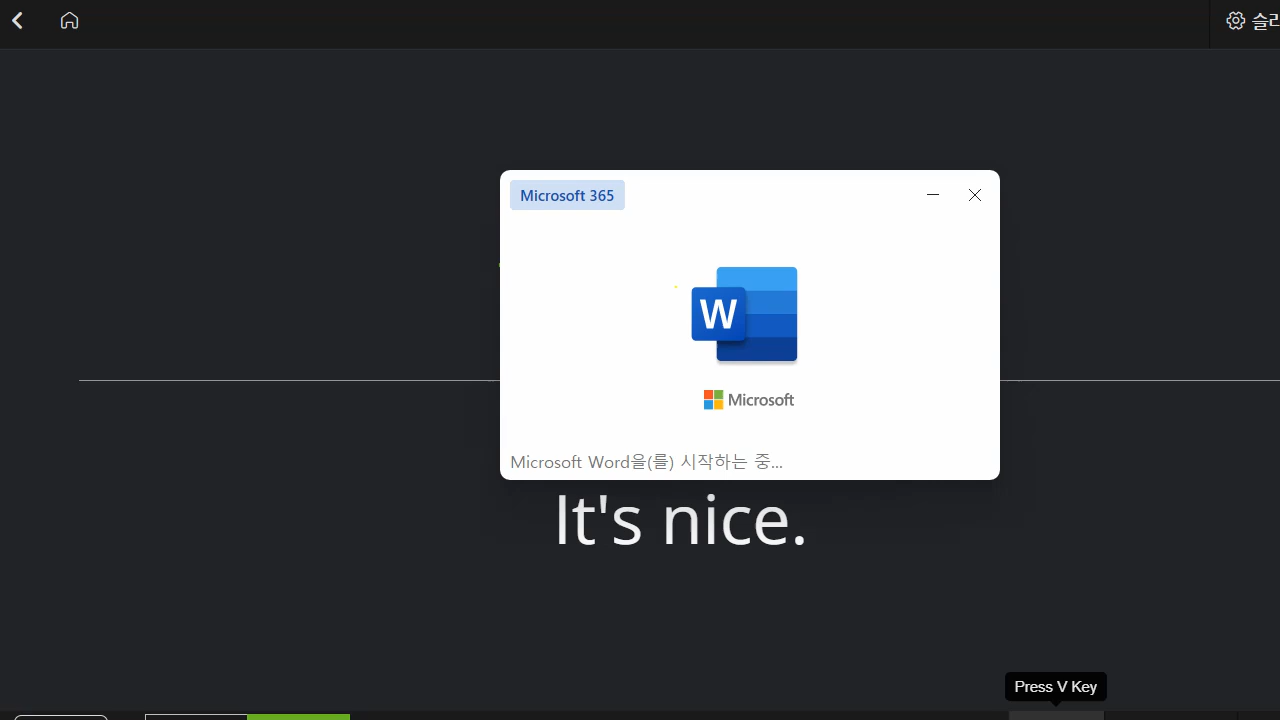 슬라
Microsoft 365
W
Microsoft
Microsoft Word을(를) 시작하는 중...
It's nice.
Press V Key